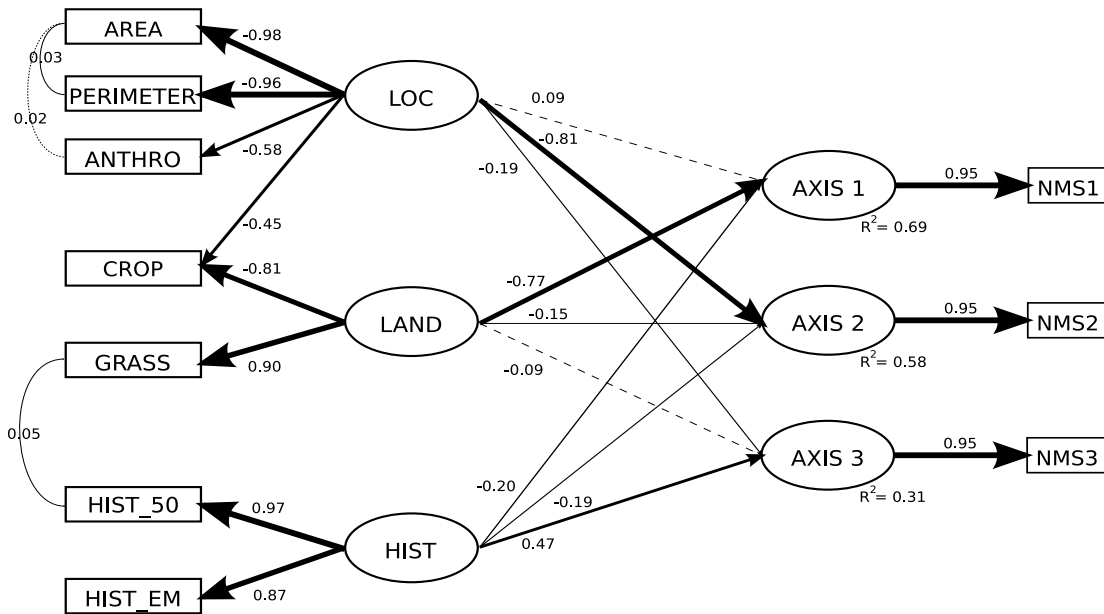 AREA
-0.98
0.03
LOC
0.09
PERIMETER
-0.96
0.02
-0.81
ANTHRO
-0.58
-0.19
AXIS 1
0.95
NMS1
R²= 0.69
-0.45
CROP
-0.81
-0.77
LAND
-0.15
AXIS 2
0.95
NMS2
GRASS
0.90
-0.09
R²= 0.58
0.05
AXIS 3
0.95
NMS3
-0.20
-0.19
R²= 0.31
HIST_50
0.97
HIST
0.47
HIST_EM
0.87